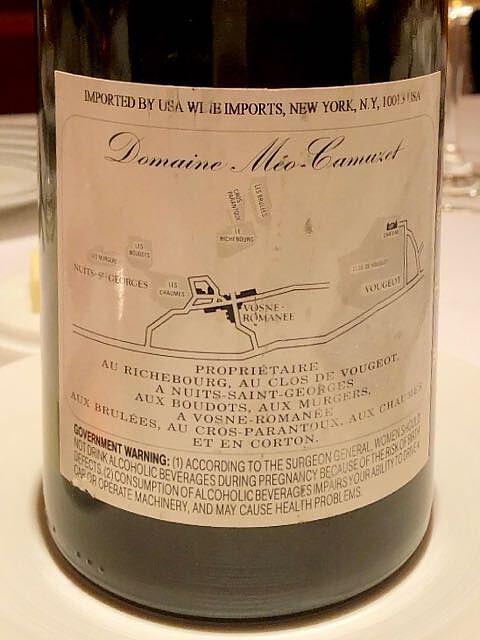 IMPORTED BY USA WINE IMPORTS, NEW YORK, N.Y, 10013 USA
Domaine Méo-Camuzet
CROS
PARANTOUX
LES BRULÉES
LE
RICHEBOURG
CHÂTEAU
LES MURGERS
LES
BOUDOTS
NUITS-ST-GEORGES
LES
CHAUMES
CLOS DE VOUGEOT
VOUGEOT
VOSNE-
ROMANÉE
PROPRIÉTAIRE
AU RICHEBOURG, AU CLOS DE VOUGEOT,
A NUITS-SAINT-GEORGES
AUX BOUDOTS, AUX MURGERS,
A VOSNE-ROMANÉE
AUX BRULÉES, AU CROS-PARANTOUX, AUX CHAUMES
ET EN CORTON.
GOVERNMENT WARNING: (1) ACCORDING TO THE SURGEON GENERAL, WOMEN SHOULD
NOT DRINK ALCOHOLIC BEVERAGES DURING PREGNANCY BECAUSE OF THE RISK OF BIRTH
DEFECTS. (2) CONSUMPTION OF ALCOHOLIC BEVERAGES IMPAIRS YOUR ABILITY TO DRIVE A
CAR OR OPERATE MACHINERY, AND MAY CAUSE HEALTH PROBLEMS.